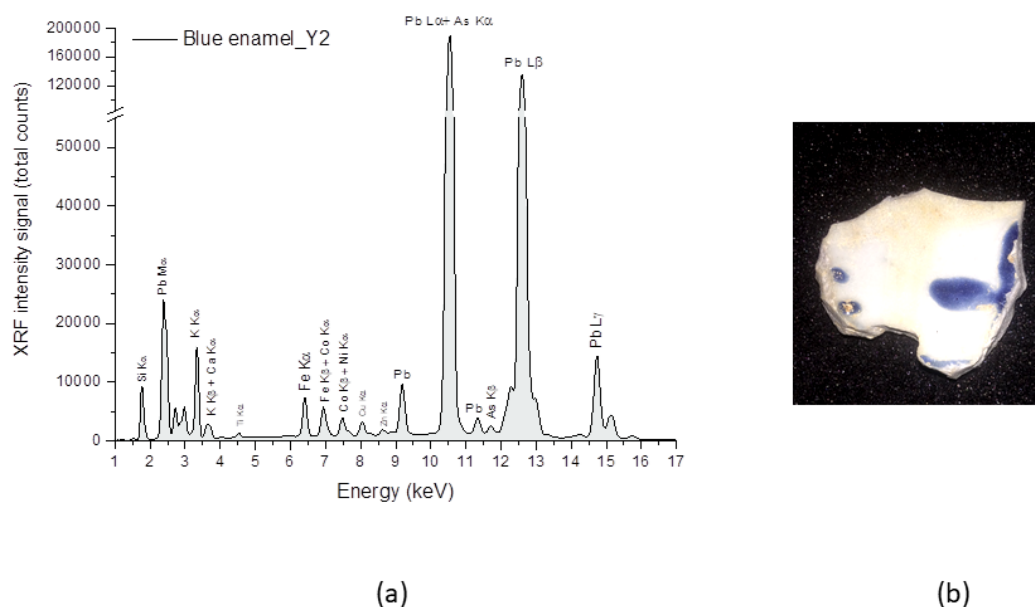 Pb Lα+ As Kα
200000
180000
160000
140000
120000
100000
50000
40000
30000
20000
10000
0
Blue enamel_Y2
Pb Lβ
Si Kα
Pb Mα
K Kα
K Kβ + Ca Kα
Ti Kα
Fe Kα
Fe Kβ + Co Kα
Co Kβ + Ni Kα
Cu Kα
Zn Kα
Pb
Pb
As Kβ
Pb Lγ
1 2 3 4 5 6 7 8 9 10 11 12 13 14 15 16 17
XRF intensity signal (total counts)
Energy (keV)
(a)
(b)